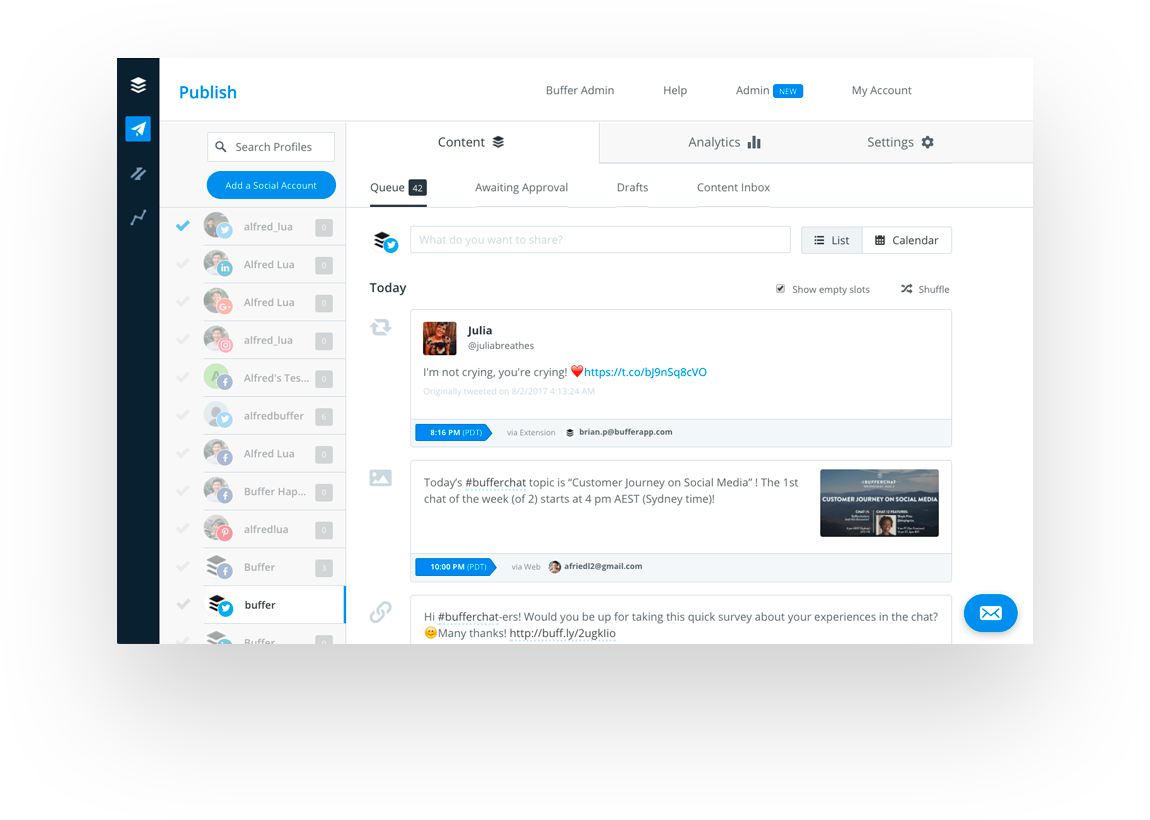 Publish
Buffer Admin
Help
Admin NEW
My Account
Search Profiles
Add a Social Account
Content
Analytics
Settings
Queue 42
Awaiting Approval
Drafts
Content Inbox
alfred_lua 0
Alfred Lua 0
Alfred Lua 0
alfred_lua 0
Alfred's Tes... 0
alfredbuffer 6
Alfred Lua 0
Buffer Hap... 0
alfredlua 0
Buffer 3
buffer
Buffer
What do you want to share?
List
Calendar
Today
Show empty slots
Shuffle
Julia
@juliabreathes
I'm not crying, you're crying! ❤️https://t.co/bJ9nSq8cVO
Originally tweeted on 8/2/2017 4:13:24 AM
8:16 PM (PDT) via Extension brian.p@bufferapp.com
Today's #bufferchat topic is “Customer Journey on Social Media” ! The 1st
chat of the week (of 2) starts at 4 pm AEST (Sydney time)!
#BUFFERCHAT
CUSTOMER JOURNEY ON SOCIAL MEDIA
10:00 PM (PDT) via Web afriedl2@gmail.com
Hi #bufferchat-ers! Would you be up for taking this quick survey about your experiences in the chat?
😊Many thanks! http://buff.ly/2ugklio